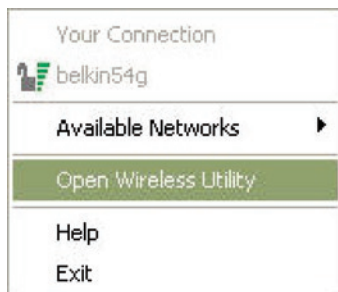 Your Connection
belkin54g
Available Networks
Open Wireless Utility
Help
Exit